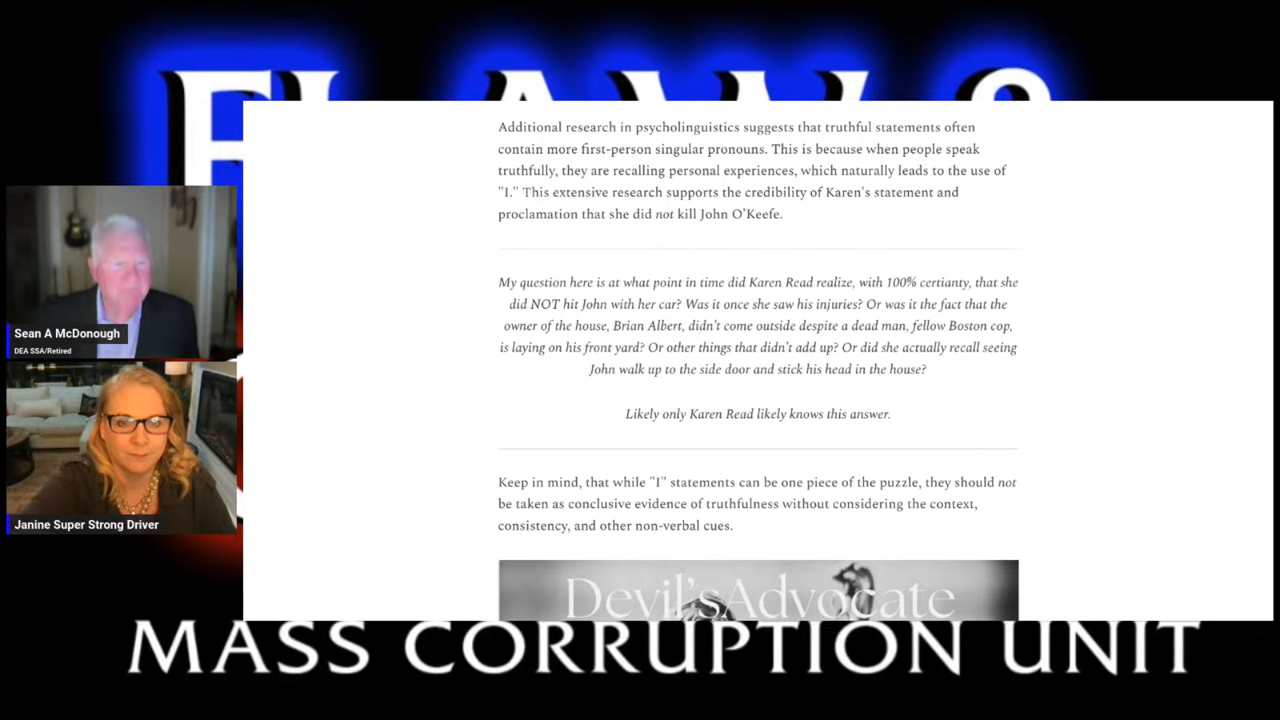 Additional research in psycholinguistics suggests that truthful statements often
contain more first-person singular pronouns. This is because when people speak
truthfully, they are recalling personal experiences, which naturally leads to the use of
"I." This extensive research supports the credibility of Karen's statement and
proclamation that she did not kill John O'Keefe.
My question here is at what point in time did Karen Read realize, with 100% certianty, that she
did NOT hit John with her car? Was it once she saw his injuries? Or was it the fact that the
owner of the house, Brian Albert, didn't come outside despite a dead man, fellow Boston cop,
is laying on his front yard? Or other things that didn't add up? Or did she actually recall seeing
John walk up to the side door and stick his head in the house?
Likely only Karen Read likely knows this answer.
Keep in mind, that while "I" statements can be one piece of the puzzle, they should not
be taken as conclusive evidence of truthfulness without considering the context,
consistency, and other non-verbal cues.
Devil'sAdvocate
Sean A McDonough
DEA SSA/Retired
Janine Super Strong Driver
MASS CORRUPTION UNIT